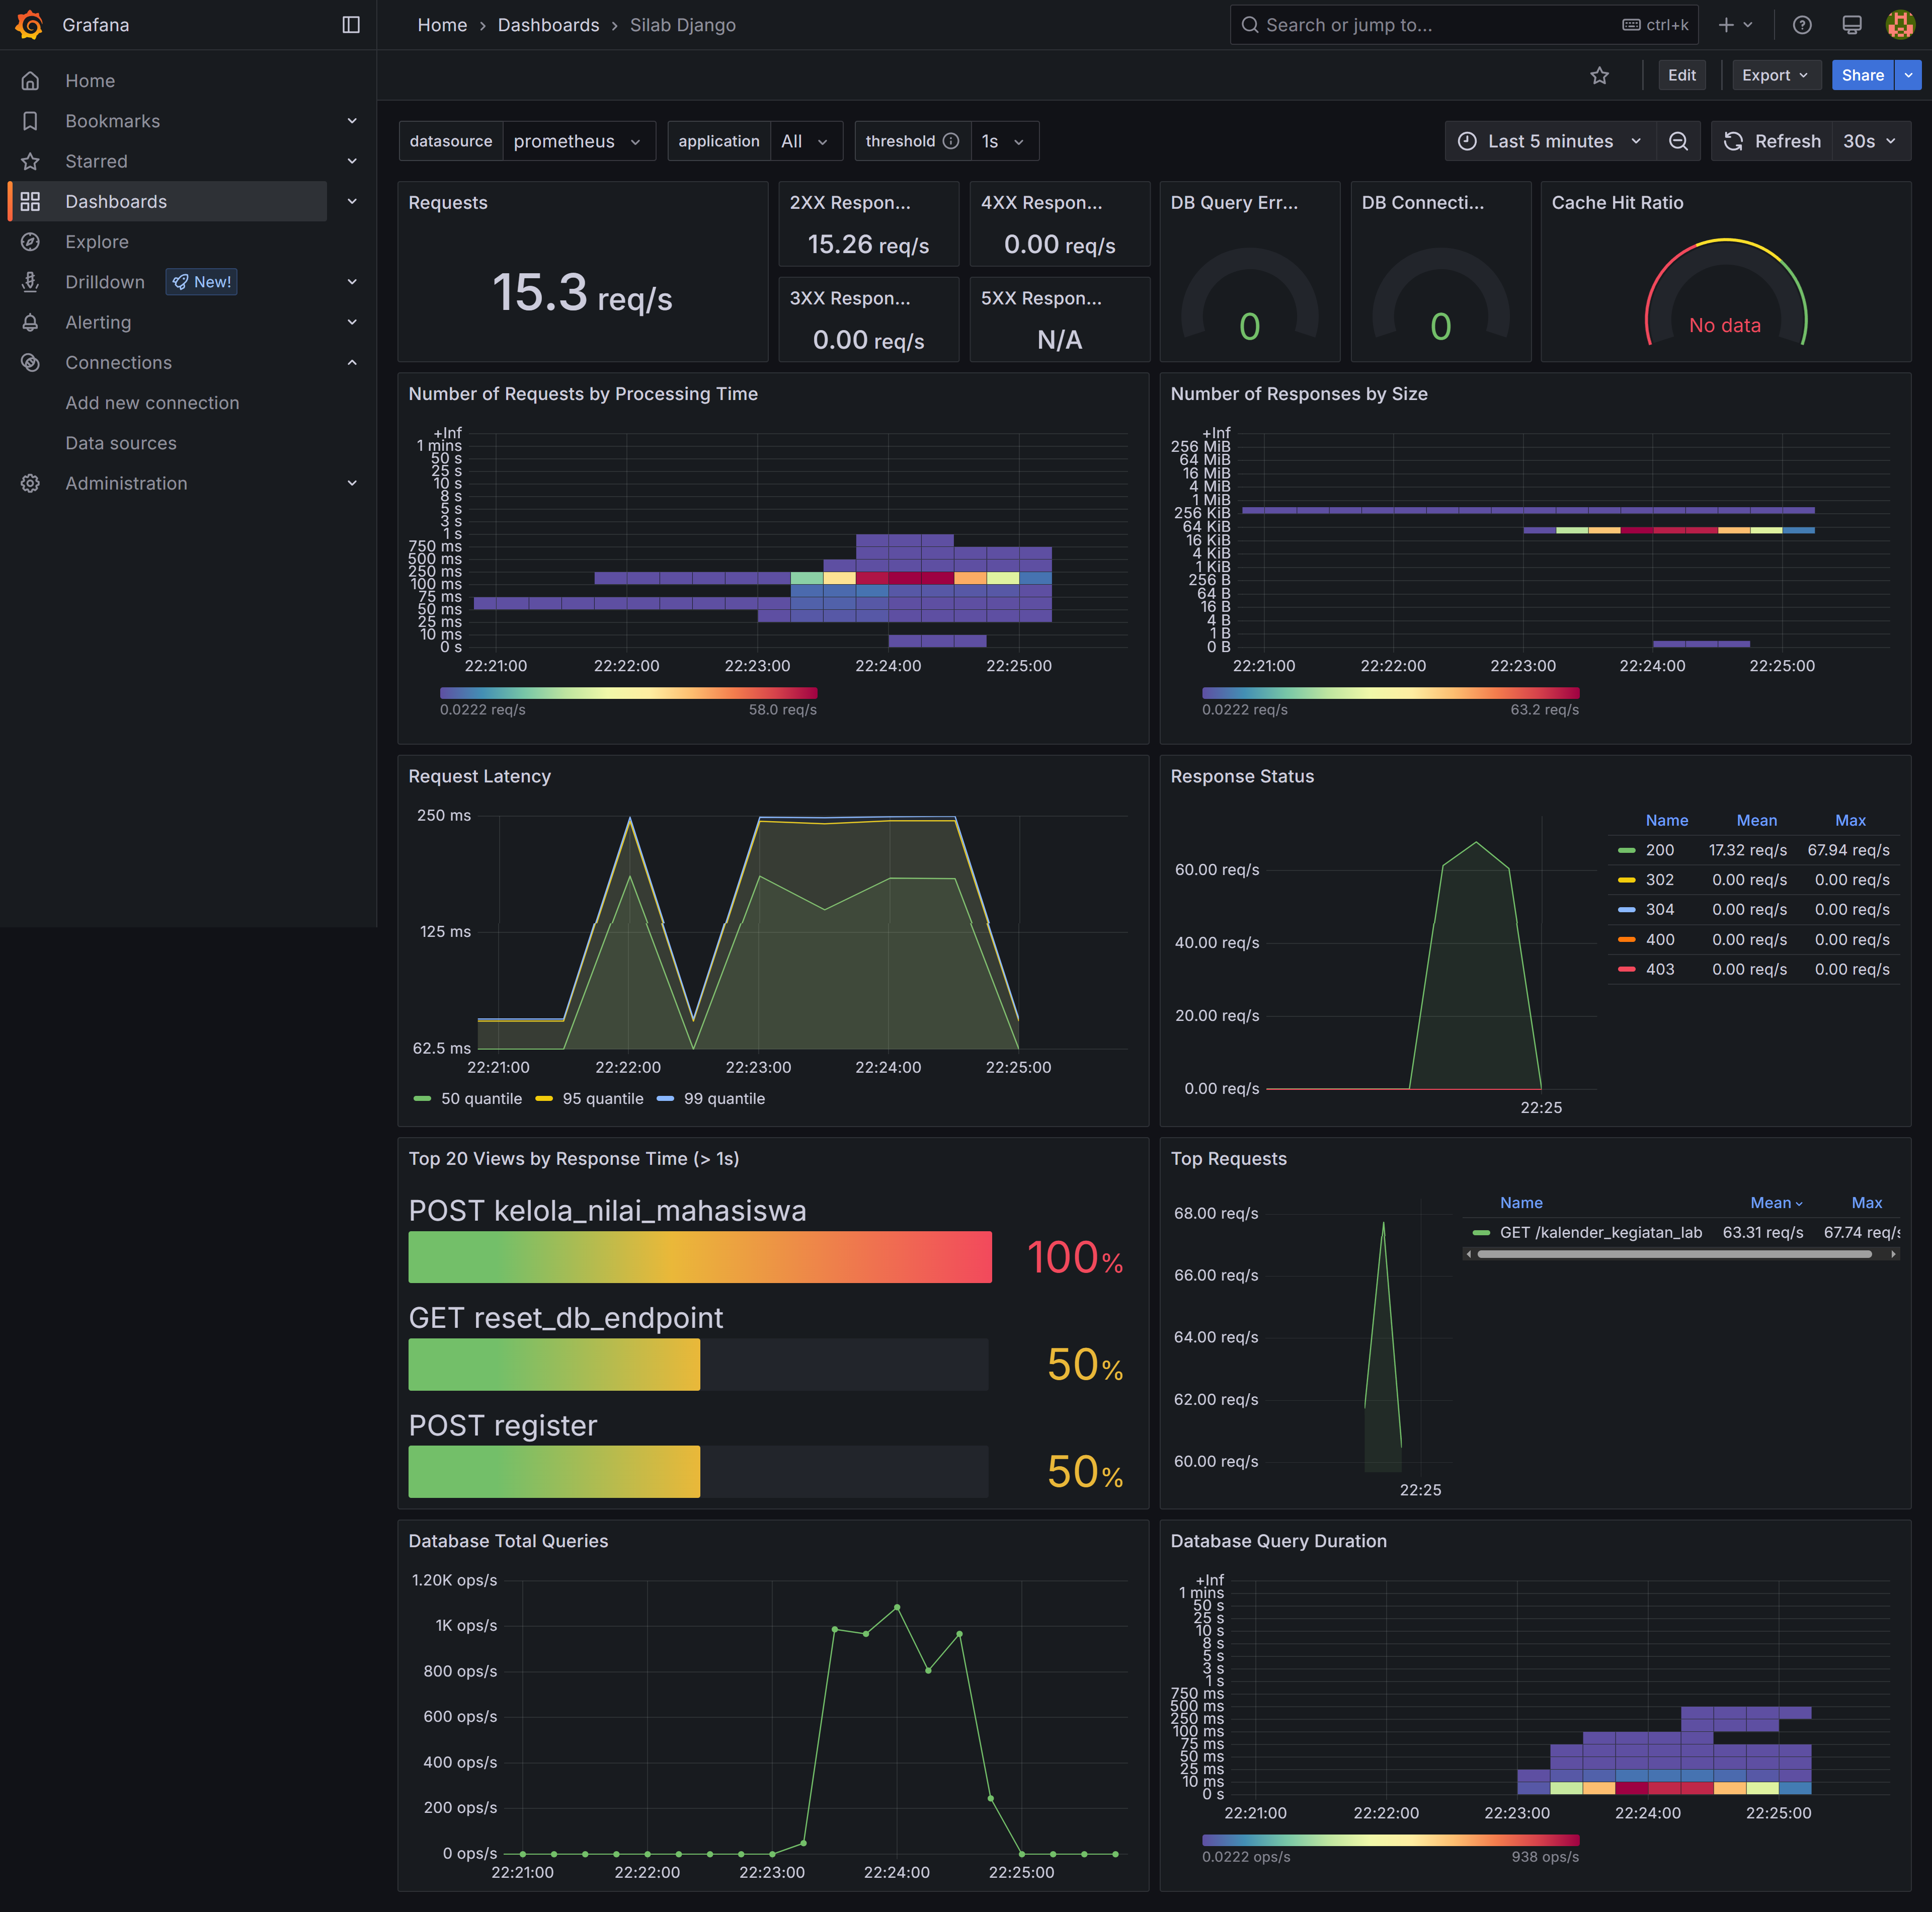 Grafana
Home › Dashboards › Silab Django
Search or jump to...
ctrl+k
Home
Bookmarks
Starred
Dashboards
Explore
Drilldown
New!
Alerting
Connections
Add new connection
Data sources
Administration
Edit
Export
Share
datasource
prometheus
application
All
threshold
1s
Last 5 minutes
Refresh
30s
Requests
15.3 req/s
2XX Respon...
15.26 req/s
4XX Respon...
0.00 req/s
3XX Respon...
0.00 req/s
5XX Respon...
N/A
DB Query Err...
0
DB Connecti...
0
Cache Hit Ratio
No data
Number of Requests by Processing Time
+Inf
1 mins
50 s
25 s
10 s
8 s
5 s
3 s
1 s
750 ms
500 ms
250 ms
100 ms
75 ms
50 ms
25 ms
10 ms
0 s
22:21:00
22:22:00
22:23:00
22:24:00
22:25:00
0.0222 req/s
58.0 req/s
Number of Responses by Size
+Inf
256 MiB
64 MiB
16 MiB
4 MiB
1 MiB
256 KiB
64 KiB
16 KiB
4 KiB
1 KiB
256 B
64 B
16 B
4 B
1 B
0 B
22:21:00
22:22:00
22:23:00
22:24:00
22:25:00
0.0222 req/s
63.2 req/s
Request Latency
250 ms
125 ms
62.5 ms
22:21:00
22:22:00
22:23:00
22:24:00
22:25:00
50 quantile
95 quantile
99 quantile
Response Status
60.00 req/s
40.00 req/s
20.00 req/s
0.00 req/s
22:25
Name Mean Max
200 17.32 req/s 67.94 req/s
302 0.00 req/s 0.00 req/s
304 0.00 req/s 0.00 req/s
400 0.00 req/s 0.00 req/s
403 0.00 req/s 0.00 req/s
Top 20 Views by Response Time (> 1s)
POST kelola_nilai_mahasiswa
100%
GET reset_db_endpoint
50%
POST register
50%
Top Requests
68.00 req/s
66.00 req/s
64.00 req/s
62.00 req/s
60.00 req/s
22:25
Name Mean Max
GET /kalender_kegiatan_lab 63.31 req/s 67.74 req/s
Database Total Queries
1.20K ops/s
1K ops/s
800 ops/s
600 ops/s
400 ops/s
200 ops/s
0 ops/s
22:21:00
22:22:00
22:23:00
22:24:00
22:25:00
Database Query Duration
+Inf
1 mins
50 s
25 s
10 s
8 s
5 s
3 s
1 s
750 ms
500 ms
250 ms
100 ms
75 ms
50 ms
25 ms
10 ms
0 s
22:21:00
22:22:00
22:23:00
22:24:00
22:25:00
0.0222 ops/s
938 ops/s